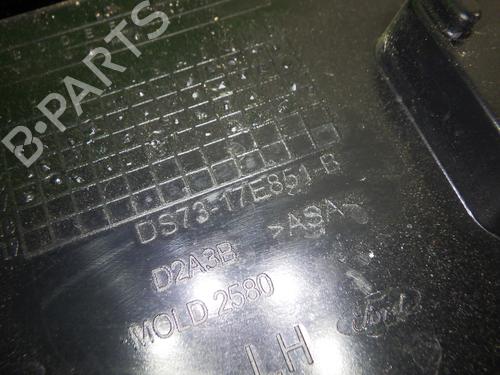 B-PARTS
DS73-17E851-B
D2A3B >ASA<
MOLD 2580
LH Ford